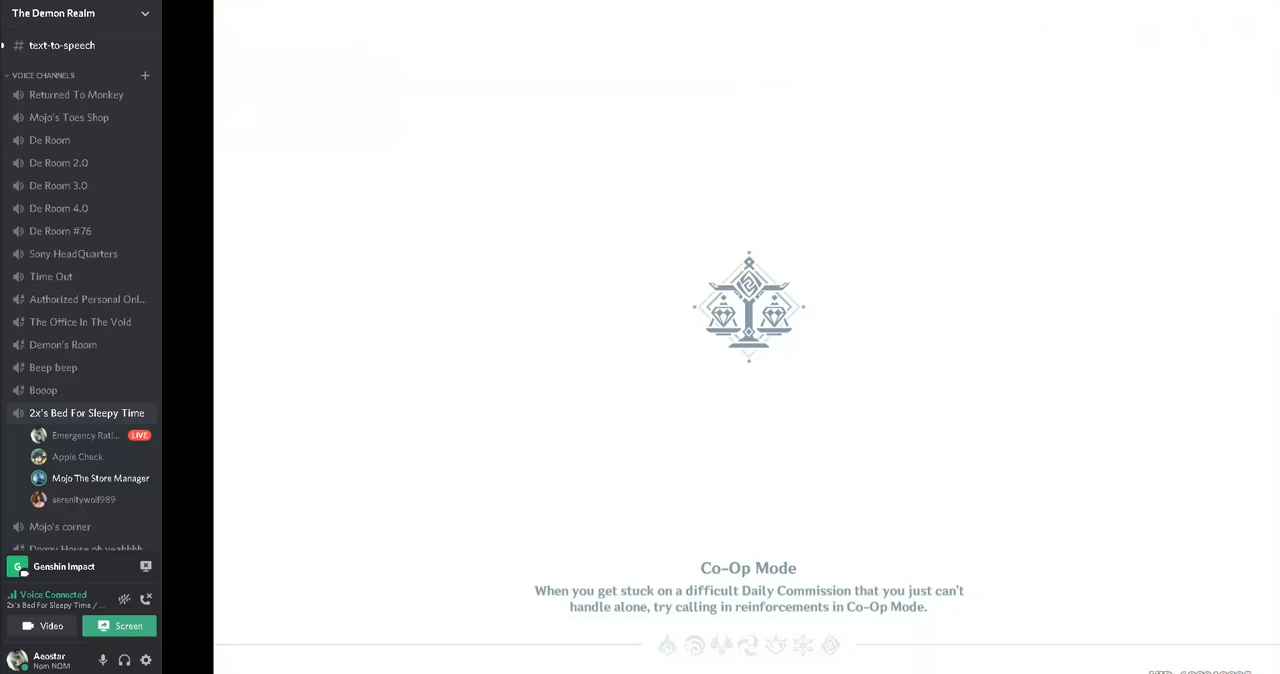 The Demon Realm
# text-to-speech
VOICE CHANNELS
Returned To Monkey
Mojo's Toes Shop
De Room
De Room 2.0
De Room 3.0
De Room 4.0
De Room #76
Sony HeadQuarters
Time Out
Authorized Personal Onl...
The Office In The Void
Demon's Room
Beep beep
Booop
2x's Bed For Sleepy Time
Emergency Rati... LIVE
Apple Check
Mojo The Store Manager
serenitywolf989
Mojo's corner
G Genshin Impact
Voice Connected
2x's Bed For Sleepy Time / ...
Video Screen
Aeostar
Nom NOM
Co-Op Mode
When you get stuck on a difficult Daily Commission that you just can't
handle alone, try calling in reinforcements in Co-Op Mode.